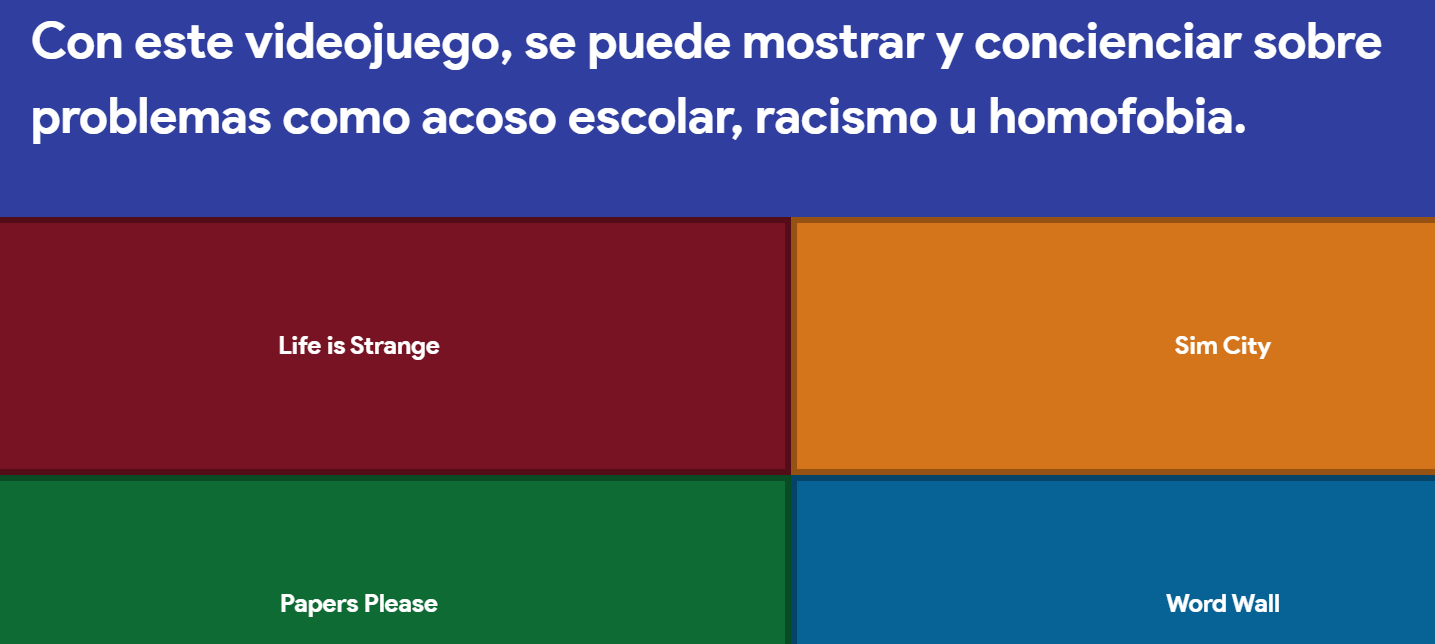 Con este videojuego, se puede mostrar y concienciar sobre
problemas como acoso escolar, racismo u homofobia.
Life is Strange
Sim City
Papers Please
Word Wall